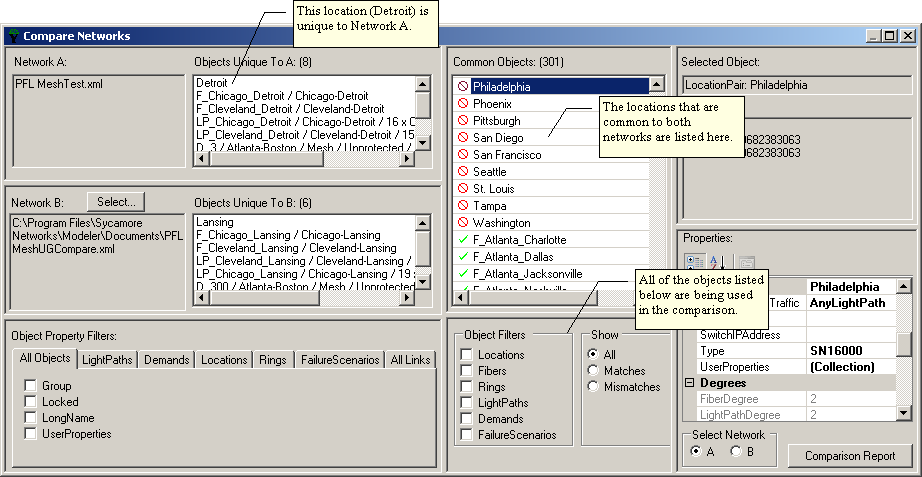 This location (Detroit) is
unique to Network A.
Compare Networks
Network A:
PFL MeshTest.xml
Objects Unique To A: (8)
Detroit
F_Chicago_Detroit / Chicago-Detroit
F_Cleveland_Detroit / Cleveland-Detroit
LP_Chicago_Detroit / Chicago-Detroit / 16 x
LP_Cleveland_Detroit / Cleveland-Detroit / 15
D_3 / Atlanta-Boston / Mesh / Unprotected /
Network B:
Select...
C:\Program Files\Sycamore
Networks\Modeler\Documents\PFL
MeshUGCompare.xml
Objects Unique To B: (6)
Lansing
F_Chicago_Lansing / Chicago-Lansing
F_Cleveland_Lansing / Cleveland-Lansing
LP_Cleveland_Lansing / Cleveland-Lansing
LP_Chicago_Lansing / Chicago-Lansing / 19
D_300 / Atlanta-Boston / Mesh / Unprotected
Common Objects: (301)
Philadelphia
Phoenix
Pittsburgh
San Diego
San Francisco
Seattle
St. Louis
Tampa
Washington
F_Atlanta_Charlotte
F_Atlanta_Dallas
F_Atlanta_Jacksonville
F_Atlanta_Nashville
The locations that are
common to both
networks are listed here.
Selected Object:
LocationPair: Philadelphia
0682383063
0682383063
Properties:
Philadelphia
Traffic AnyLightPath
SwitchIPAddress
Type SN16000
UserProperties (Collection)
Degrees
FiberDegree 2
LightPathDegree 2
All of the objects listed
below are being used
in the comparison.
Object Property Filters:
All Objects LightPaths Demands Locations Rings FailureScenarios All Links
Group
Locked
LongName
UserProperties
Object Filters
Locations
Fibers
Rings
LightPaths
Demands
FailureScenarios
Show
All
Matches
Mismatches
Select Network
A B
Comparison Report